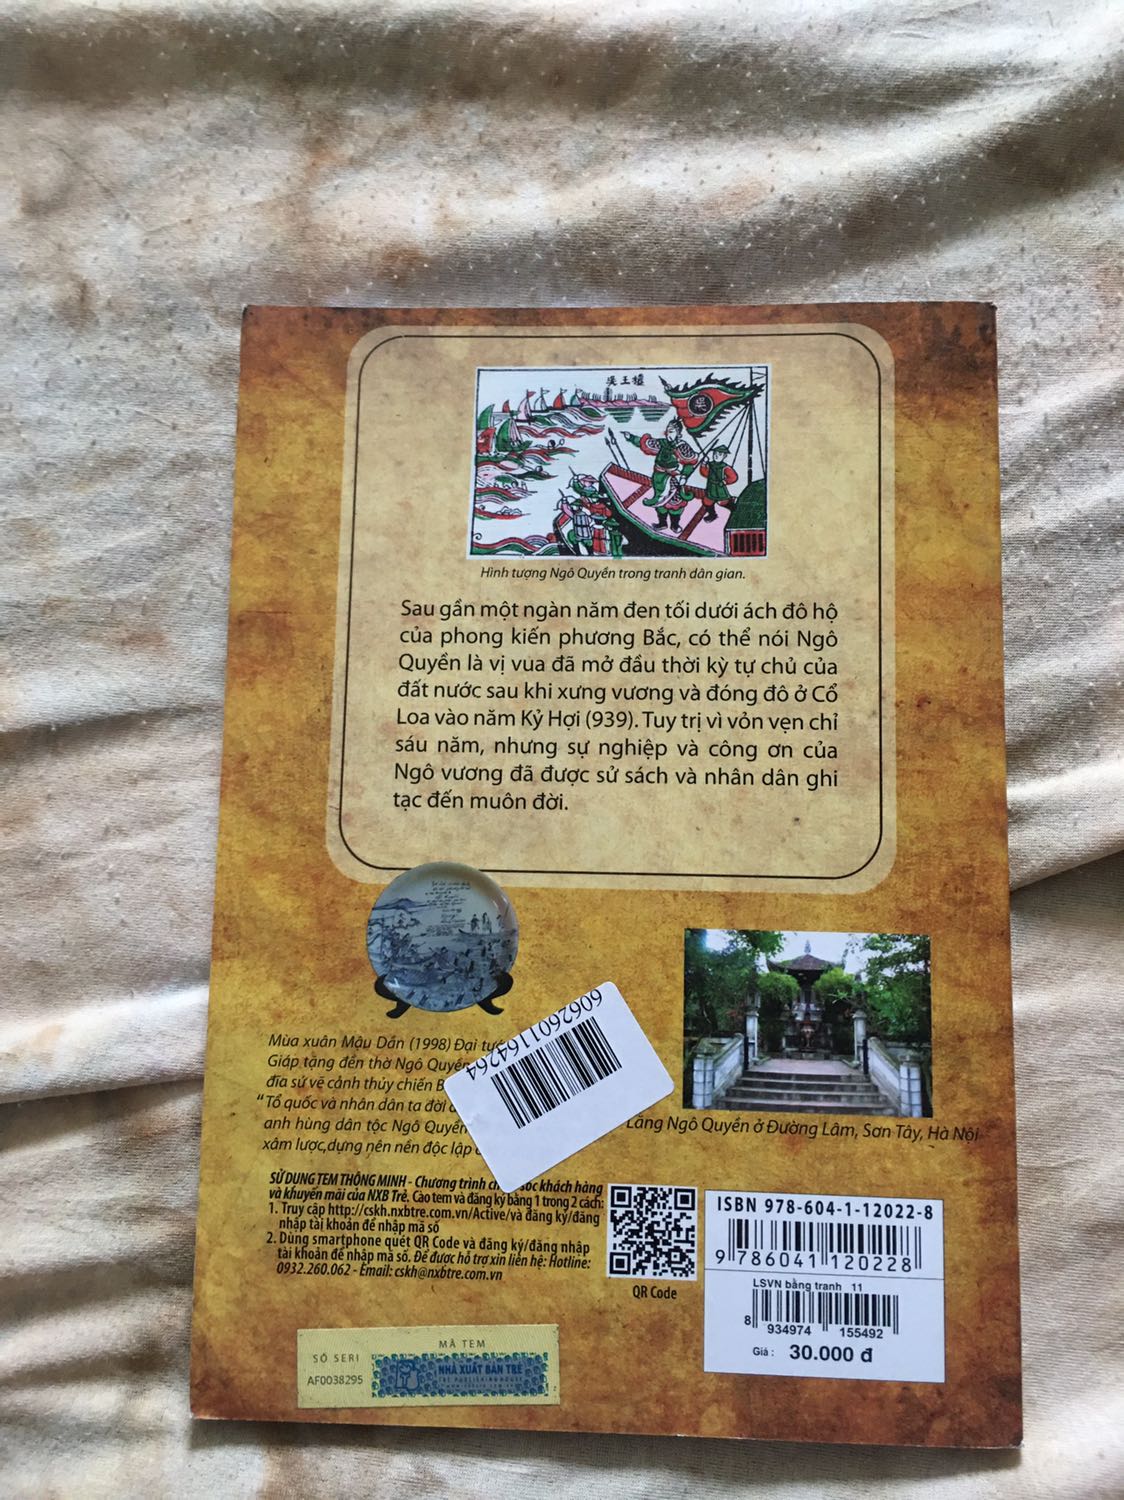 吳王權
吳
Hình tượng Ngô Quyền trong tranh dân gian.
Sau gần một ngàn năm đen tối dưới ách đô hộ
của phong kiến phương Bắc, có thể nói Ngô
Quyền là vị vua đã mở đầu thời kỳ tự chủ của
đất nước sau khi xưng vương và đóng đô ở Cổ
Loa vào năm Kỷ Hợi (939). Tuy trị vì vỏn vẹn chỉ
sáu năm, nhưng sự nghiệp và công ơn của
Ngô vương đã được sử sách và nhân dân ghi
tạc đến muôn đời.
Mùa xuân Mậu Dần (1998) Đại
Giáp tặng đền thờ Ngô Quyền
đĩa sứ vẽ cảnh thủy chiến
"Tổ quốc và nhân dân ta đời
anh hùng dân tộc Ngô Quyền
xâm lược,dựng nên nền độc lập
6062601164264
Lăng Ngô Quyền ở Đường Lâm, Sơn Tây, Hà Nội
SỬ DỤNG TEM THÔNG MINH - Chương trình sóc khách hàng
và khuyến mãi của NXB Trẻ. Cào tem và đăng ký bằng 1 trong 2 cách:
1. Truy cập http://cskh.nxbtre.com.vn/Active/và đăng ký/đăng
nhập tài khoản để nhập mã số
2. Dùng smartphone quét QR Code và đăng ký/đăng nhập
tài khoản để nhập mã số. Để được hỗ trợ xin liên hệ: Hotline:
0932.260.062 - Email: cskh@nxbtre.com.vn
QR Code
ISBN 978-604-1-12022-8
9 786041 120228
LSVN bằng tranh 11
8 934974 155492
Giá : 30.000 đ
MÃ TEM
SỐ SERI
AF0038295
NHÀ XUẤT BẢN TRẺ